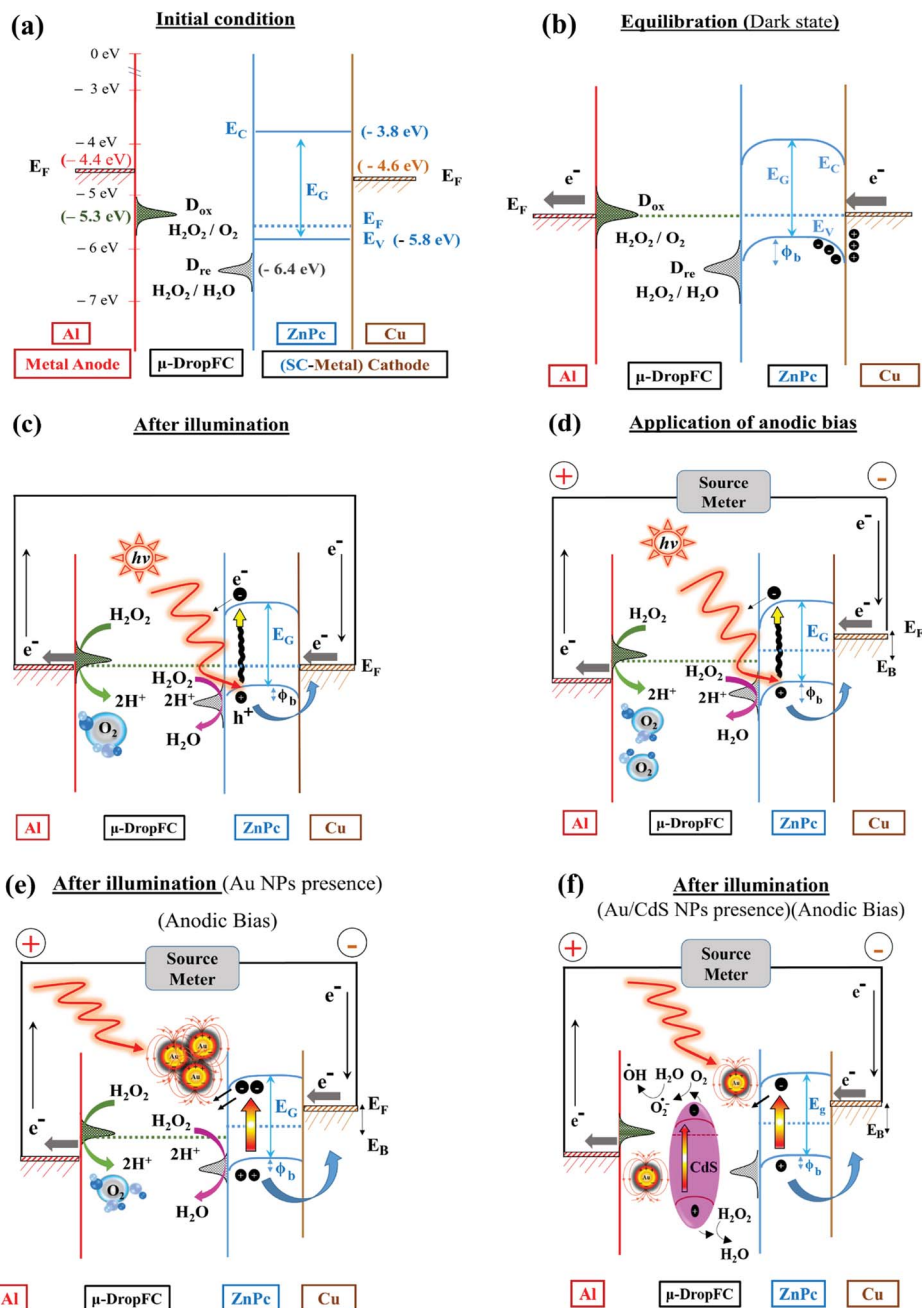 (a)
Initial condition
0 eV
– 3 eV
– 4 eV
(– 4.4 eV)
E_F
– 5 eV
(– 5.3 eV)
– 6 eV
– 7 eV
D_ox
H₂O₂ / O₂
D_re
H₂O₂ / H₂O
(- 6.4 eV)
E_C
(- 3.8 eV)
(- 4.6 eV)
E_F
E_G
E_F
E_V (- 5.8 eV)
Al
ZnPc
Cu
Metal Anode
µ-DropFC
(SC-Metal) Cathode
(b)
Equilibration (Dark state)
e⁻
E_F
D_ox
H₂O₂ / O₂
D_re
H₂O₂ / H₂O
E_G
E_C
E_V
ϕ_b
e⁻
Al
µ-DropFC
ZnPc
Cu
(c)
After illumination
hν
e⁻
e⁻
H₂O₂
E_G
e⁻
e⁻
E_F
H₂O₂
2H⁺
2H⁺
ϕ_b
h⁺
O₂
H₂O
Al
µ-DropFC
ZnPc
Cu
(d)
Application of anodic bias
+
Source
Meter
-
hν
e⁻
H₂O₂
E_G
e⁻
E_F
E_B
e⁻
H₂O₂
2H⁺
2H⁺
ϕ_b
O₂
H₂O
O₂
Al
µ-DropFC
ZnPc
Cu
(e)
After illumination (Au NPs presence)
(Anodic Bias)
+
Source
Meter
-
e⁻
Au
Au
Au
H₂O₂
H₂O₂
E_G
e⁻
E_F
e⁻
E_B
2H⁺
2H⁺
ϕ_b
O₂
H₂O
Al
µ-DropFC
ZnPc
Cu
(f)
After illumination
(Au/CdS NPs presence)(Anodic Bias)
+
Source
Meter
-
e⁻
•OH
H₂O
O₂
O₂•⁻
Au
E_g
e⁻
E_B
e⁻
CdS
Au
ϕ_b
H₂O₂
H₂O
Al
µ-DropFC
ZnPc
Cu